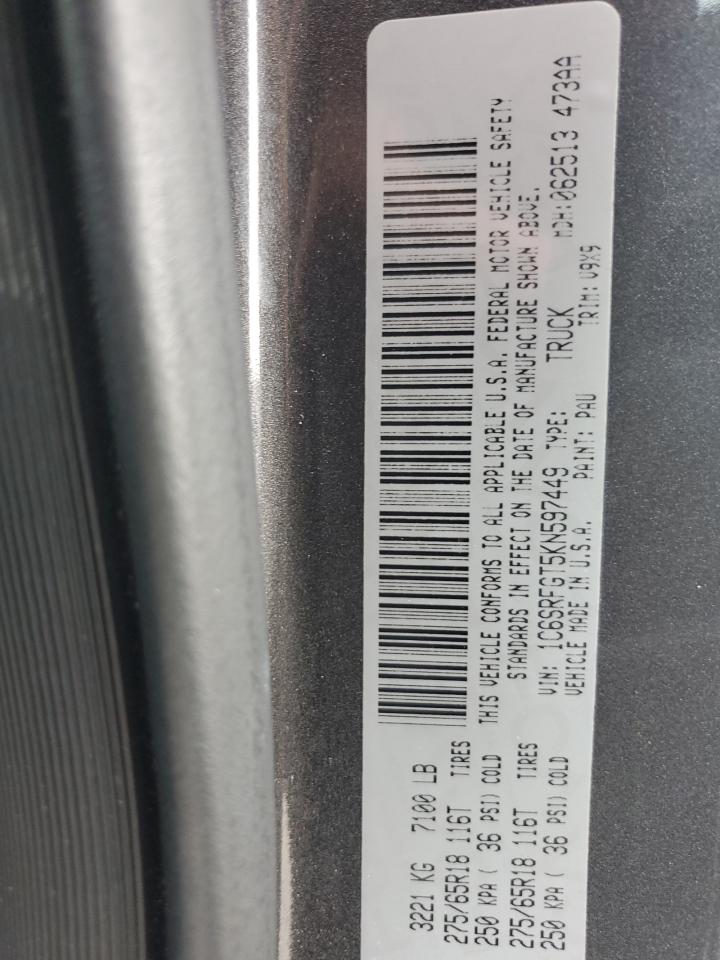 3221 KG 7100 LB
275/65R18 116T TIRES
250 KPA ( 36 PSI) COLD
275/65R18 116T TIRES
250 KPA ( 36 PSI) COLD
THIS VEHICLE CONFORMS TO ALL APPLICABLE U.S.A. FEDERAL MOTOR VEHICLE SAFETY
STANDARDS IN EFFECT ON THE DATE OF MANUFACTURE SHOWN ABOVE.
VIN: 1C6SRFGT5KN597449 TYPE: TRUCK MDH:062513 473AA
VEHICLE MADE IN U.S.A. PAINT: PAU TRIM: V9X9